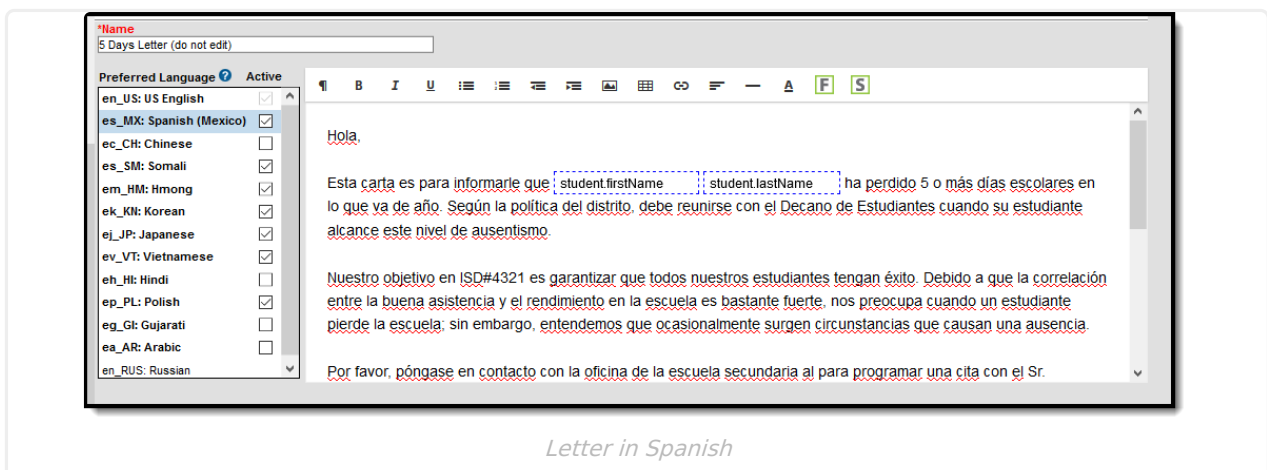 *Name
5 Days Letter (do not edit)
Preferred Language ? Active
en_US: US English
es_MX: Spanish (Mexico)
ec_CH: Chinese
es_SM: Somali
em_HM: Hmong
ek_KN: Korean
ej_JP: Japanese
ev_VT: Vietnamese
eh_HI: Hindi
ep_PL: Polish
eg_GI: Gujarati
ea_AR: Arabic
en_RUS: Russian
¶ B I U A F S
Hola,
Esta carta es para informarle que student.firstName student.lastName ha perdido 5 o más días escolares en
lo que va de año. Según la política del distrito, debe reunirse con el Decano de Estudiantes cuando su estudiante
alcance este nivel de ausentismo.
Nuestro objetivo en ISD#4321 es garantizar que todos nuestros estudiantes tengan éxito. Debido a que la correlación
entre la buena asistencia y el rendimiento en la escuela es bastante fuerte, nos preocupa cuando un estudiante
pierde la escuela; sin embargo, entendemos que ocasionalmente surgen circunstancias que causan una ausencia.
Por favor, póngase en contacto con la oficina de la escuela secundaria al para programar una cita con el Sr.
Letter in Spanish